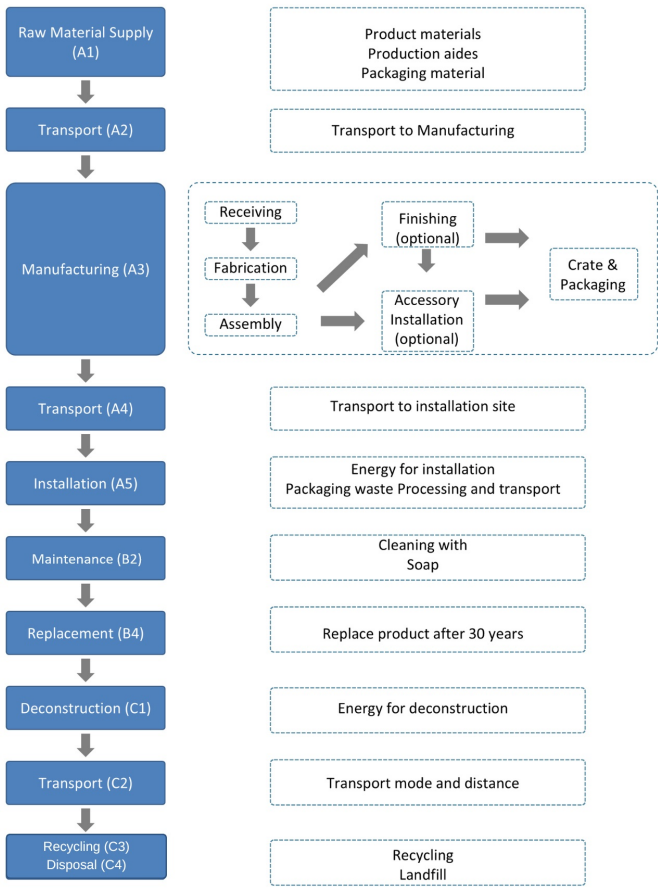 Raw Material Supply
(A1)
Product materials
Production aides
Packaging material
Transport (A2)
Transport to Manufacturing
Manufacturing (A3)
Receiving
Fabrication
Assembly
Finishing
(optional)
Accessory
Installation
(optional)
Crate &
Packaging
Transport (A4)
Transport to installation site
Installation (A5)
Energy for installation
Packaging waste Processing and transport
Maintenance (B2)
Cleaning with
Soap
Replacement (B4)
Replace product after 30 years
Deconstruction (C1)
Energy for deconstruction
Transport (C2)
Transport mode and distance
Recycling (C3)
Disposal (C4)
Recycling
Landfill